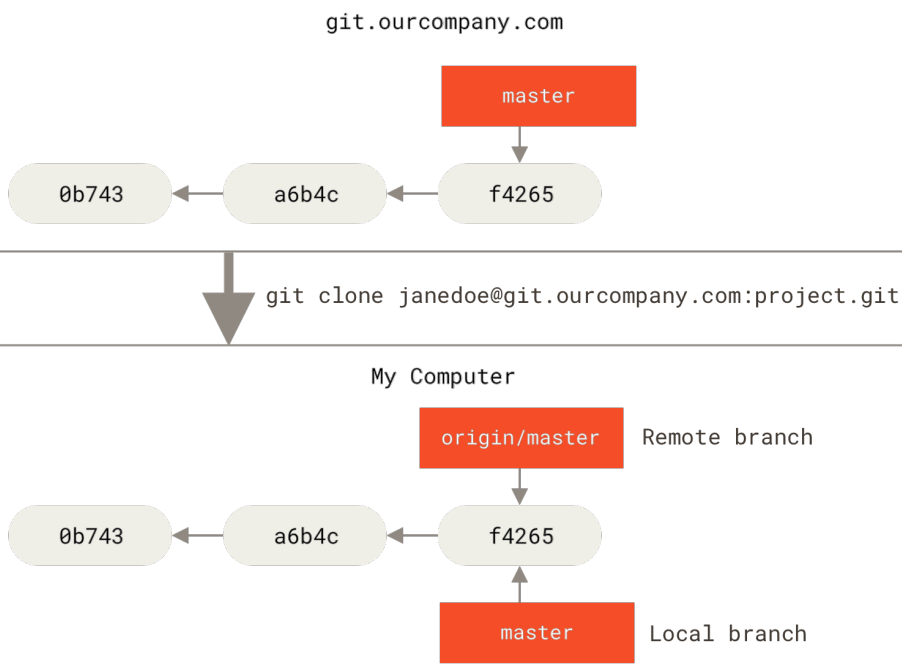 git.ourcompany.com
master
0b743 a6b4c f4265
git clone janedoe@git.ourcompany.com:project.git
My Computer
origin/master Remote branch
0b743 a6b4c f4265
master Local branch